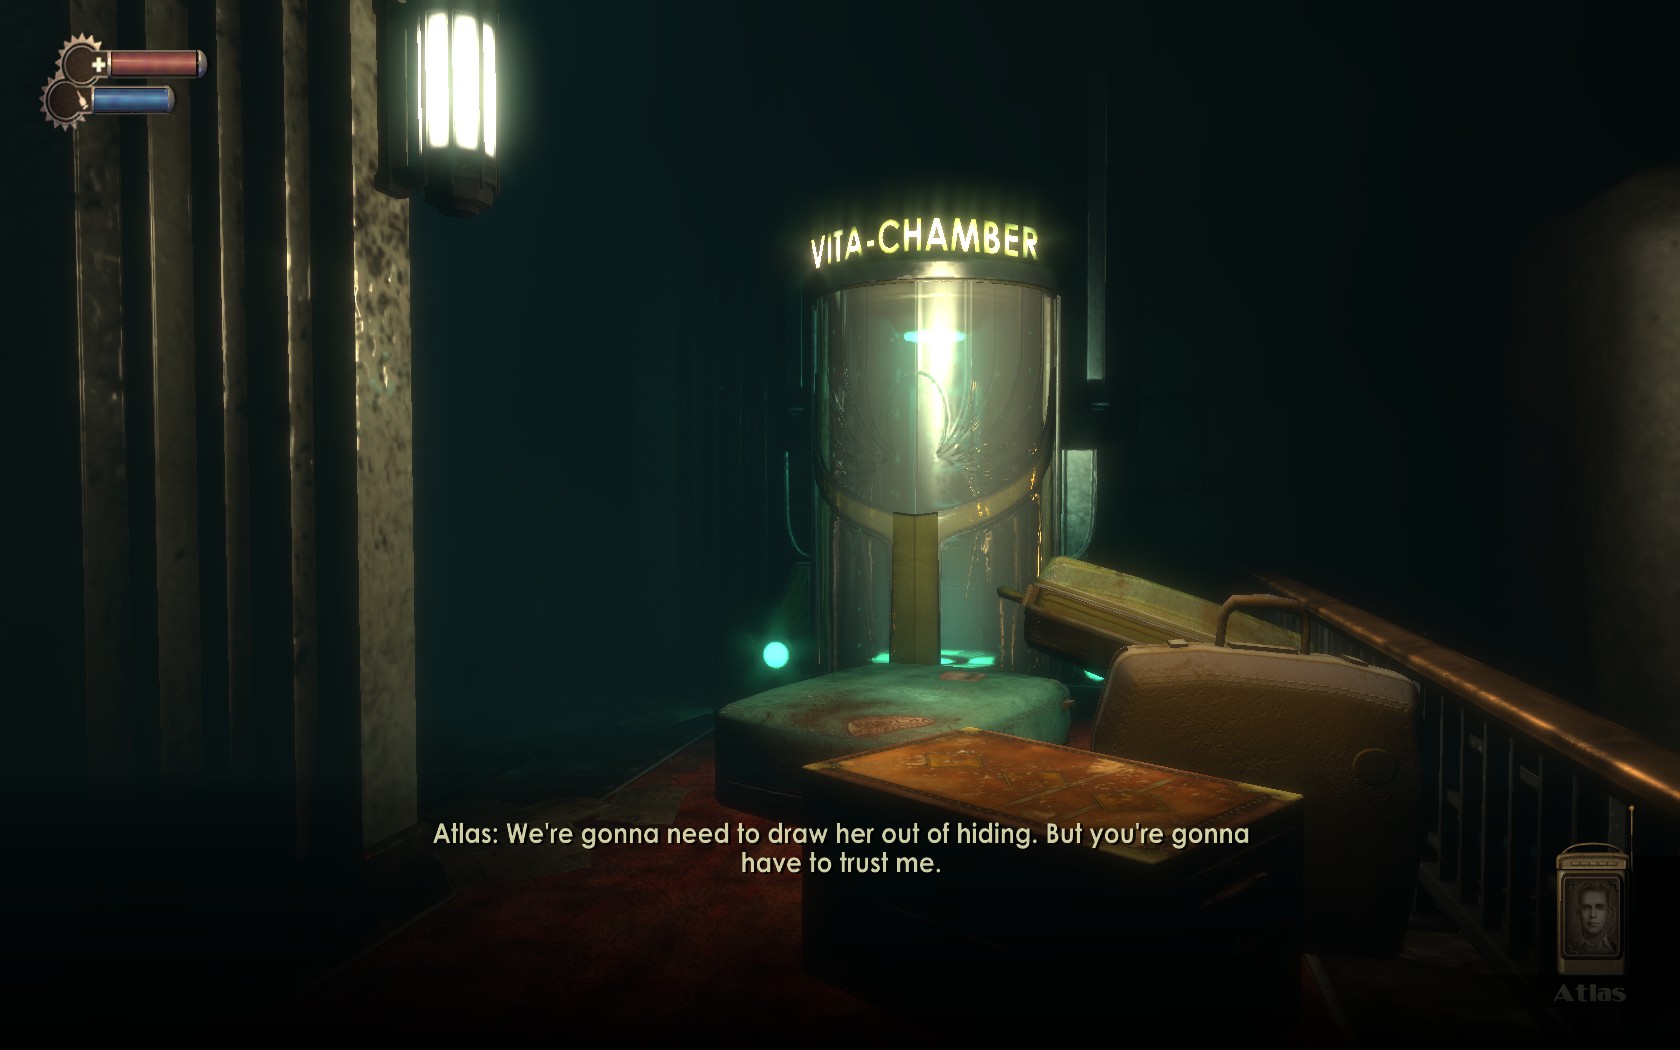 VITA-CHAMBER
Atlas: We're gonna need to draw her out of hiding. But you're gonna
have to trust me.
Atlas